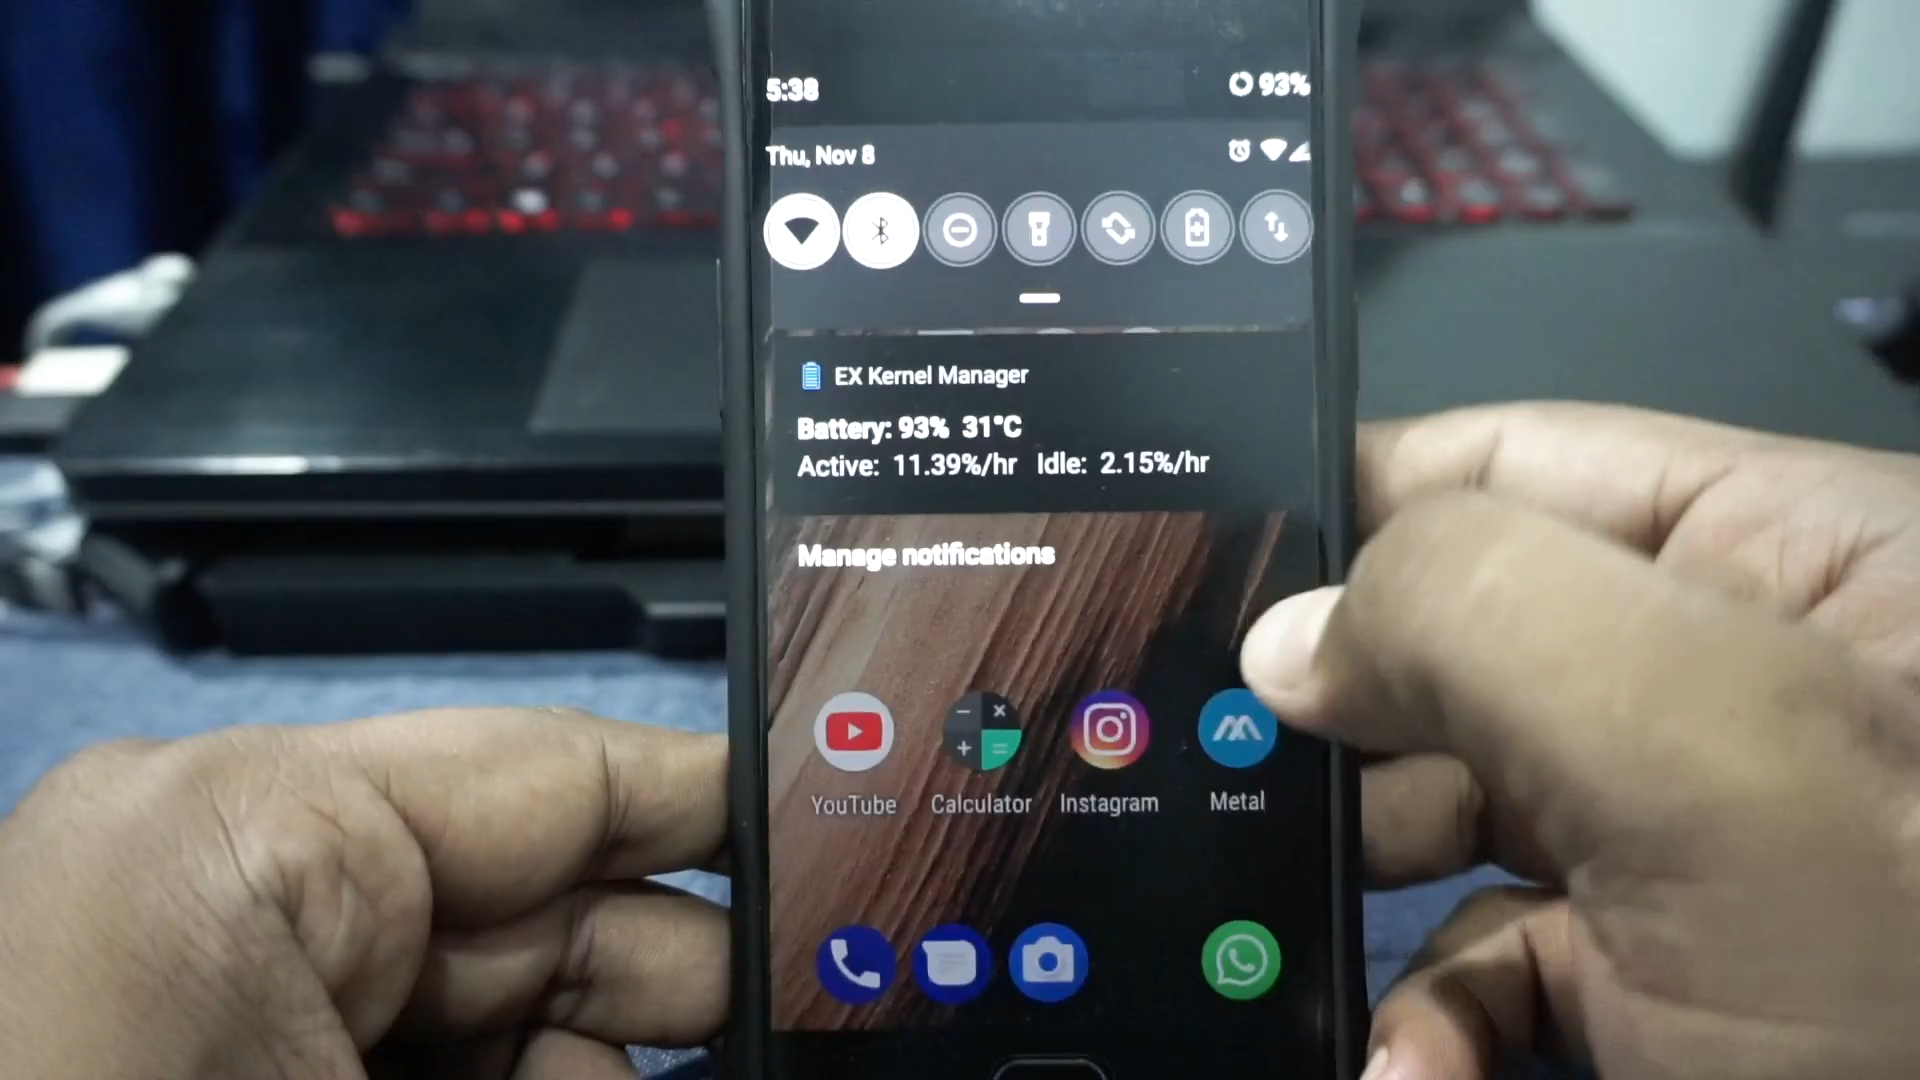 5:38 93%
Thu, Nov 8
EX Kernel Manager
Battery: 93% 31°C
Active: 11.39%/hr Idle: 2.15%/hr
Manage notifications
YouTube Calculator Instagram Metal